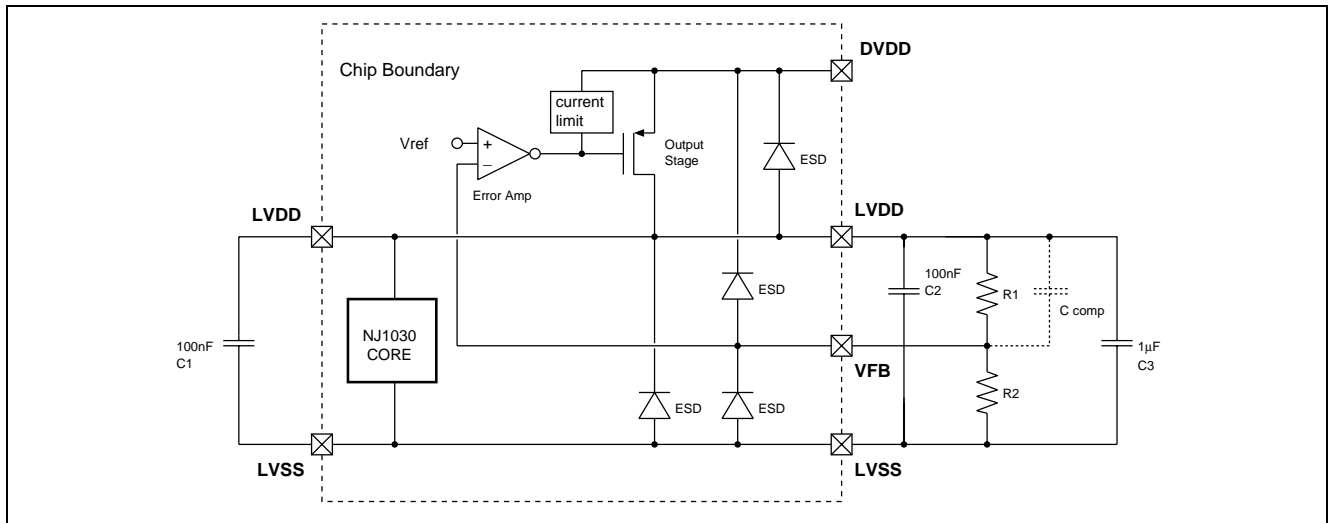 DVDD
Chip Boundary
current
limit
Vref
+
−
Error Amp
Output
Stage
ESD
LVDD
LVDD
100nF
C2
R1
C comp
ESD
NJ1030
CORE
100nF
C1
VFB
1µF
C3
R2
ESD
ESD
LVSS
LVSS